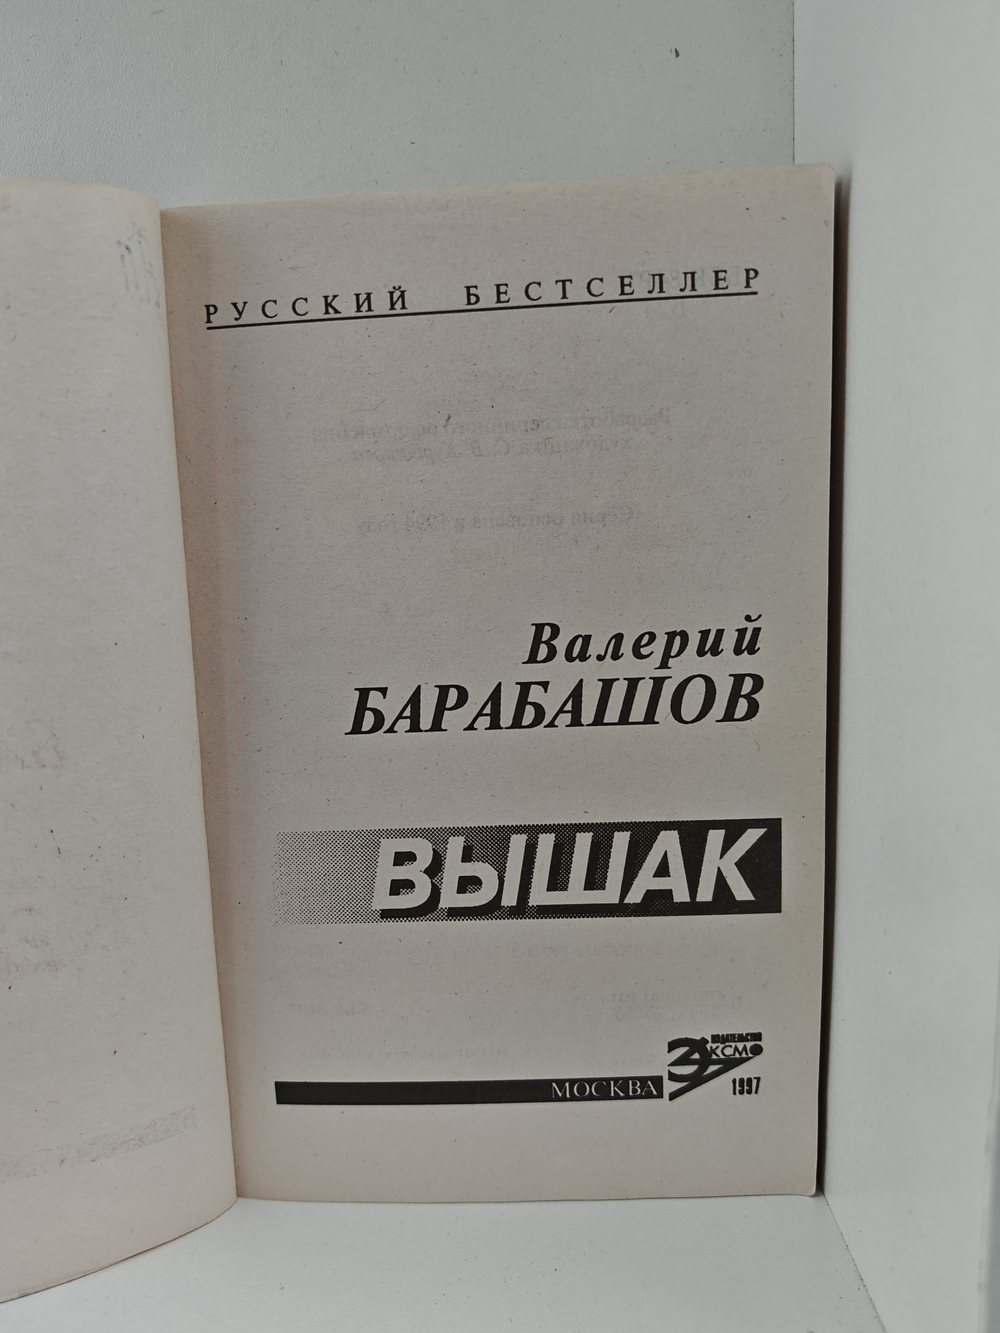 РУССКИЙ БЕСТСЕЛЛЕР
Валерий
БАРАБАШОВ
ВЫШАК
ИЗДАТЕЛЬСТВО
ЭКСМО
МОСКВА
1997